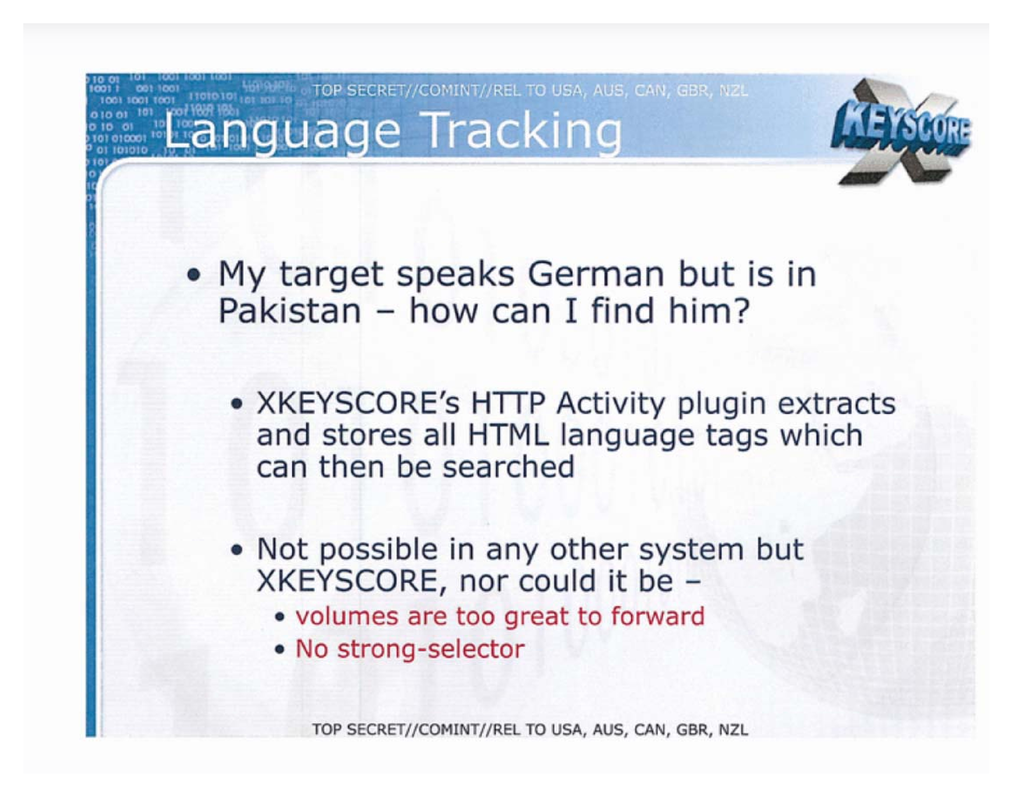 TOP SECRET//COMINT//REL TO USA, AUS, CAN, GBR, NZL
Language Tracking
KEYSCORE
• My target speaks German but is in
Pakistan – how can I find him?
• XKEYSCORE's HTTP Activity plugin extracts
and stores all HTML language tags which
can then be searched
• Not possible in any other system but
XKEYSCORE, nor could it be –
• volumes are too great to forward
• No strong-selector
TOP SECRET//COMINT//REL TO USA, AUS, CAN, GBR, NZL